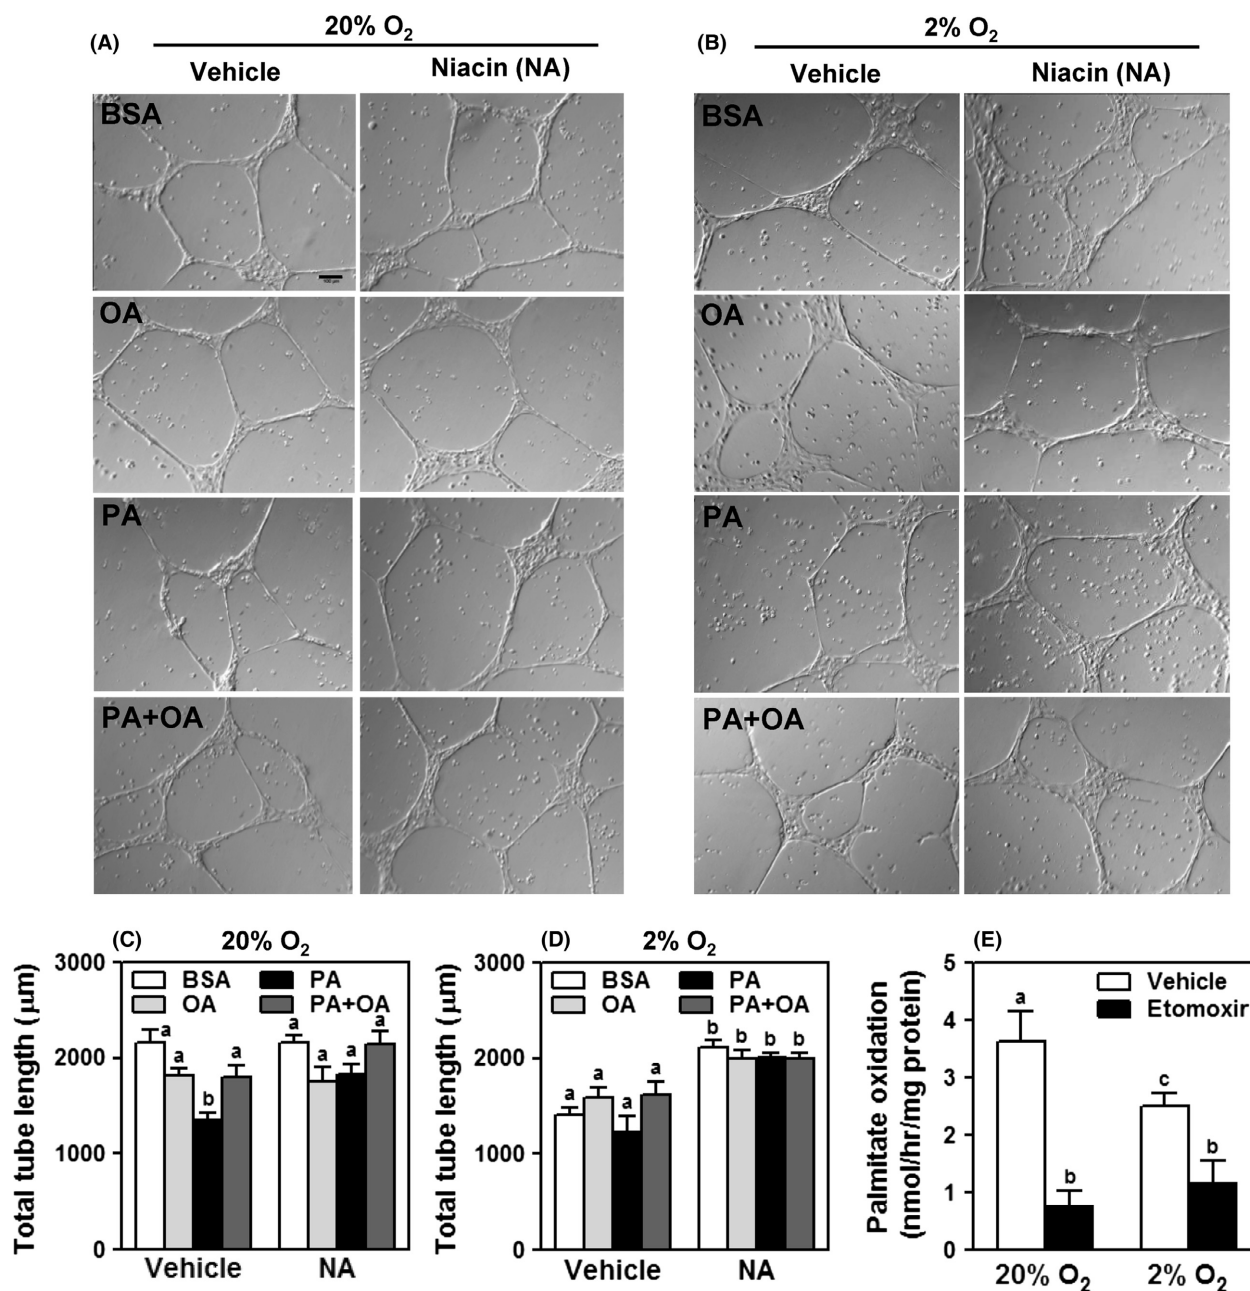 (A) 20% O2
Vehicle Niacin (NA)
BSA
100 μm
OA
PA
PA+OA
(B) 2% O2
Vehicle Niacin (NA)
BSA
OA
PA
PA+OA
(C) 20% O2
Total tube length (μm)
3000
2000
1000
0
BSA PA
OA PA+OA
a a b a a a a a
Vehicle NA
(D) 2% O2
Total tube length (μm)
3000
2000
1000
0
BSA PA
OA PA+OA
a a a a b b b b
Vehicle NA
(E)
Palmitate oxidation
(nmol/hr/mg protein)
5
4
3
2
1
0
Vehicle
Etomoxir
a b c b
20% O2 2% O2